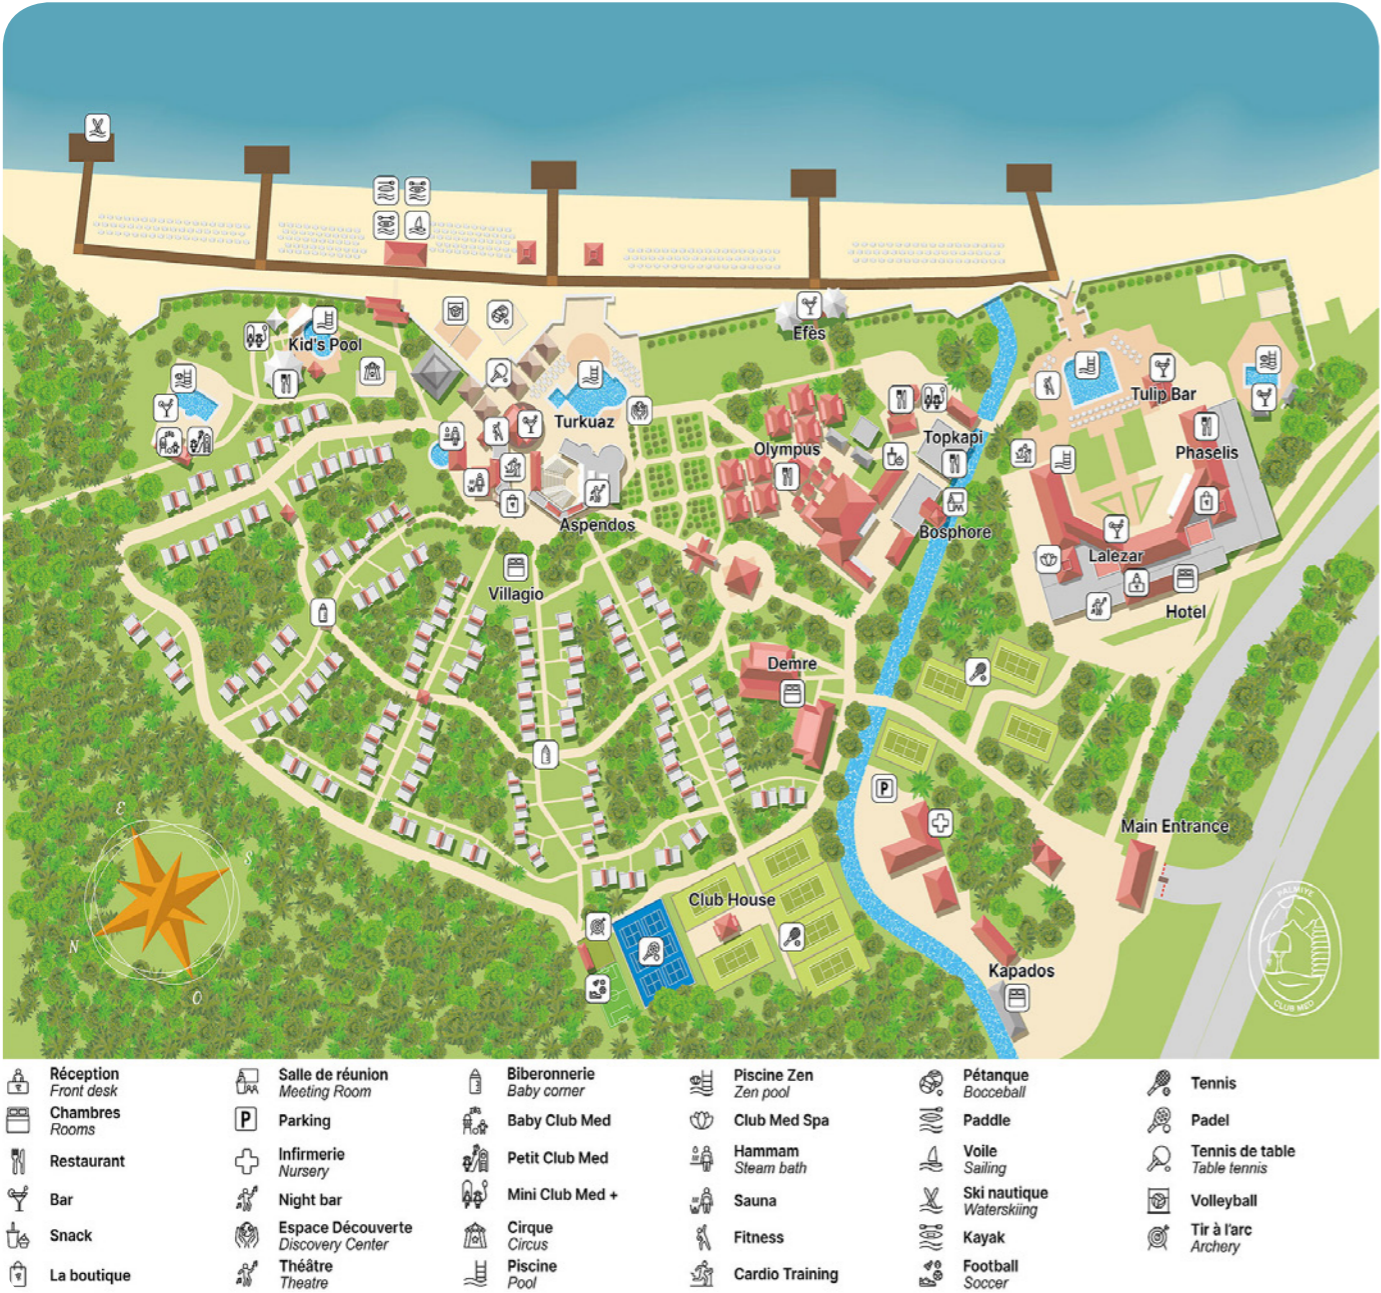 Kid's Pool
Efes
Turkuaz
Tulip Bar
Olympus
Topkapi
Phaselis
Aspendos
Bosphore
Lalezar
Villagio
Hotel
Demre
P
Main Entrance
E
S
N
O
Club House
PALMIYE
CLUB MED
Kapados
Réception
Front desk
Chambres
Rooms
Restaurant
Bar
Snack
La boutique
Salle de réunion
Meeting Room
P
Parking
Infirmerie
Nursery
Night bar
Espace Découverte
Discovery Center
Théâtre
Theatre
Biberonnerie
Baby corner
Baby Club Med
Petit Club Med
Mini Club Med +
Cirque
Circus
Piscine
Pool
Piscine Zen
Zen pool
Club Med Spa
Hammam
Steam bath
Sauna
Fitness
Cardio Training
Pétanque
Bocceball
Paddle
Voile
Sailing
Ski nautique
Waterskiing
Kayak
Football
Soccer
Tennis
Padel
Tennis de table
Table tennis
Volleyball
Tir à l'arc
Archery